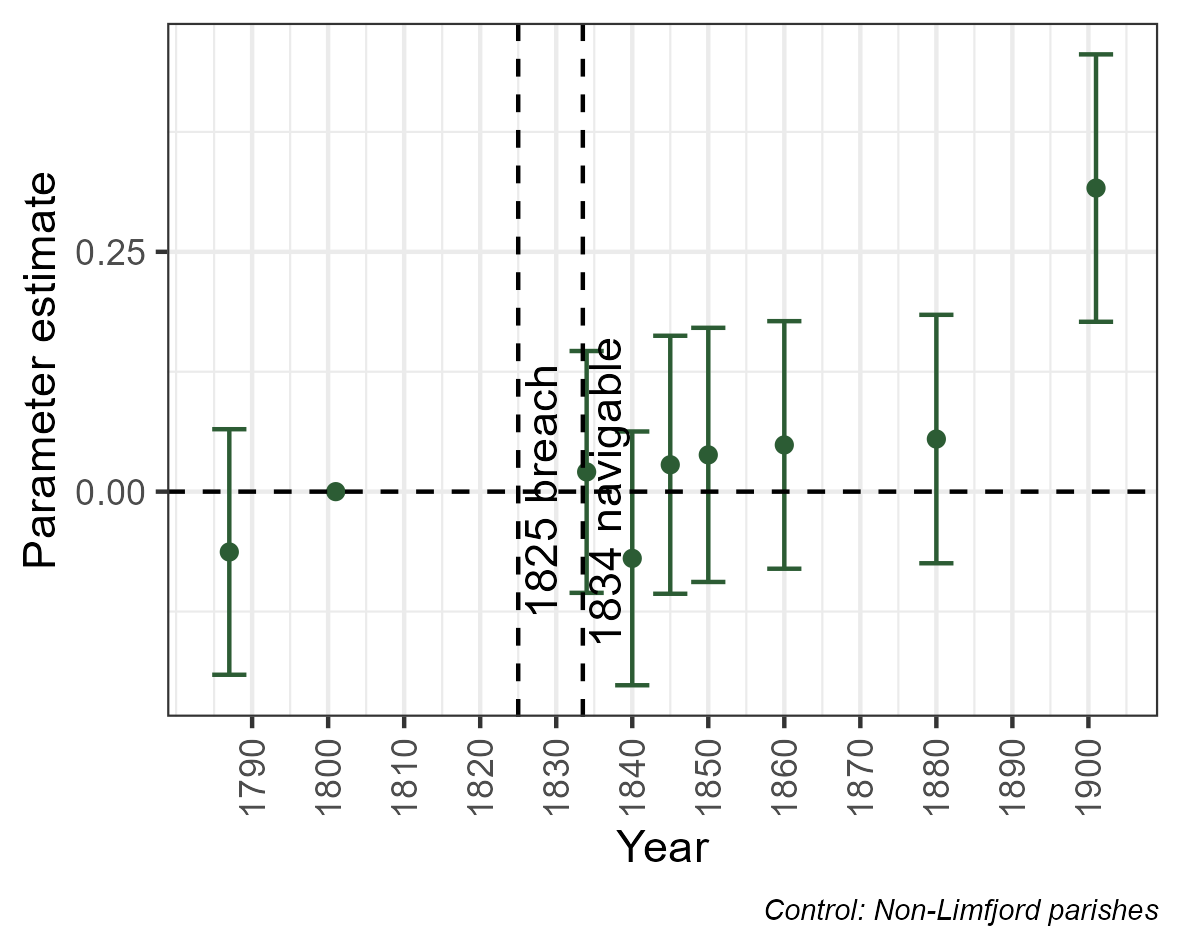 Parameter estimate
0.25
0.00
1825 breach
1834 navigable
1790
1800
1810
1820
1830
1840
1850
1860
1870
1880
1890
1900
Year
Control: Non-Limfjord parishes